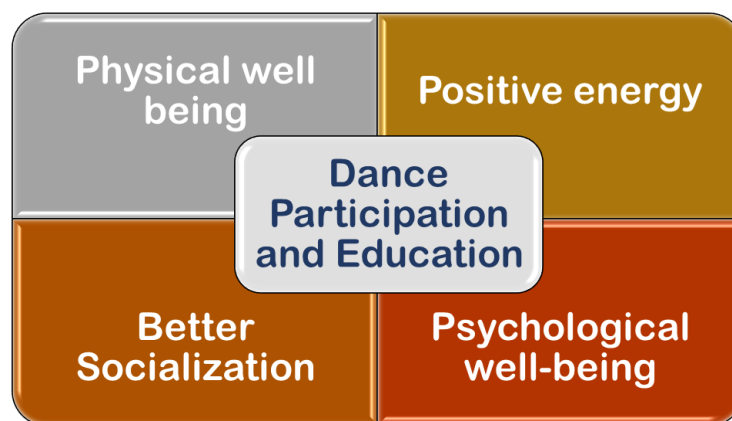 Physical well
being
Positive energy
Dance
Participation
and Education
Better
Socialization
Psychological
well-being